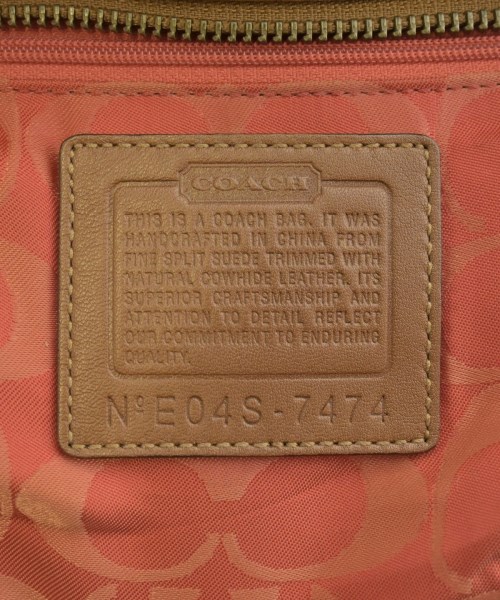 COACH
THIS IS A COACH BAG. IT WAS
HANDCRAFTED IN CHINA FROM
FINE SPLIT SUEDE TRIMMED WITH
NATURAL COWHIDE LEATHER. ITS
SUPERIOR CRAFTSMANSHIP AND
ATTENTION TO DETAIL REFLECT
OUR COMMITMENT TO ENDURING
QUALITY.
Nº E04S-7474